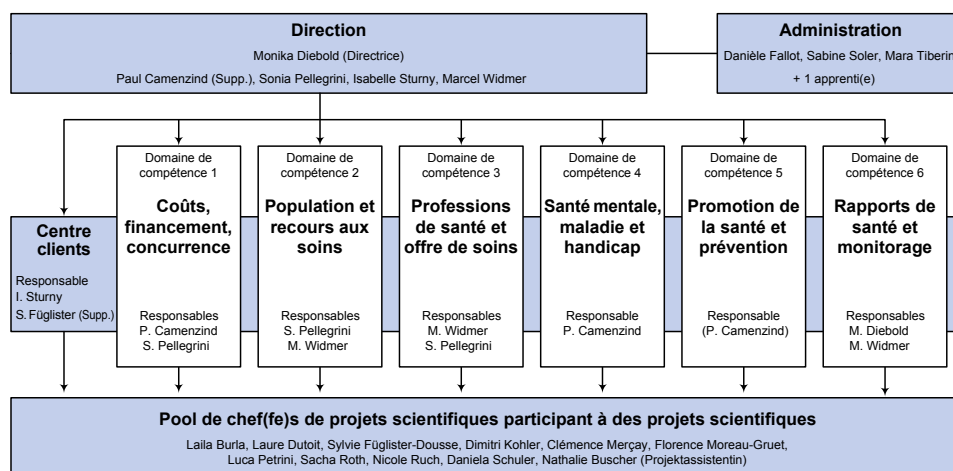 Direction
Monika Diebold (Directrice)
Paul Camenzind (Supp.), Sonia Pellegrini, Isabelle Sturny, Marcel Widmer
Administration
Danièle Fallot, Sabine Soler, Mara Tiberin
+ 1 apprenti(e)
Centre
clients
Responsable
I. Sturny
S. Füglister (Supp.)
Domaine de
compétence 1
Coûts,
financement,
concurrence
Responsables
P. Camenzind
S. Pellegrini
Domaine de
compétence 2
Population et
recours aux
soins
Responsables
S. Pellegrini
M. Widmer
Domaine de
compétence 3
Professions
de santé et
offre de soins
Responsables
M. Widmer
S. Pellegrini
Domaine de
compétence 4
Santé mentale,
maladie et
handicap
Responsable
P. Camenzind
Domaine de
compétence 5
Promotion de
la santé et
prévention
Responsable
(P. Camenzind)
Domaine de
compétence 6
Rapports de
santé et
monitorage
Responsables
M. Diebold
M. Widmer
Pool de chef(fe)s de projets scientifiques participant à des projets scientifiques
Laila Burla, Laure Dutoit, Sylvie Füglister-Dousse, Dimitri Kohler, Clémence Merçay, Florence Moreau-Gruet,
Luca Petrini, Sacha Roth, Nicole Ruch, Daniela Schuler, Nathalie Buscher (Projektassistentin)